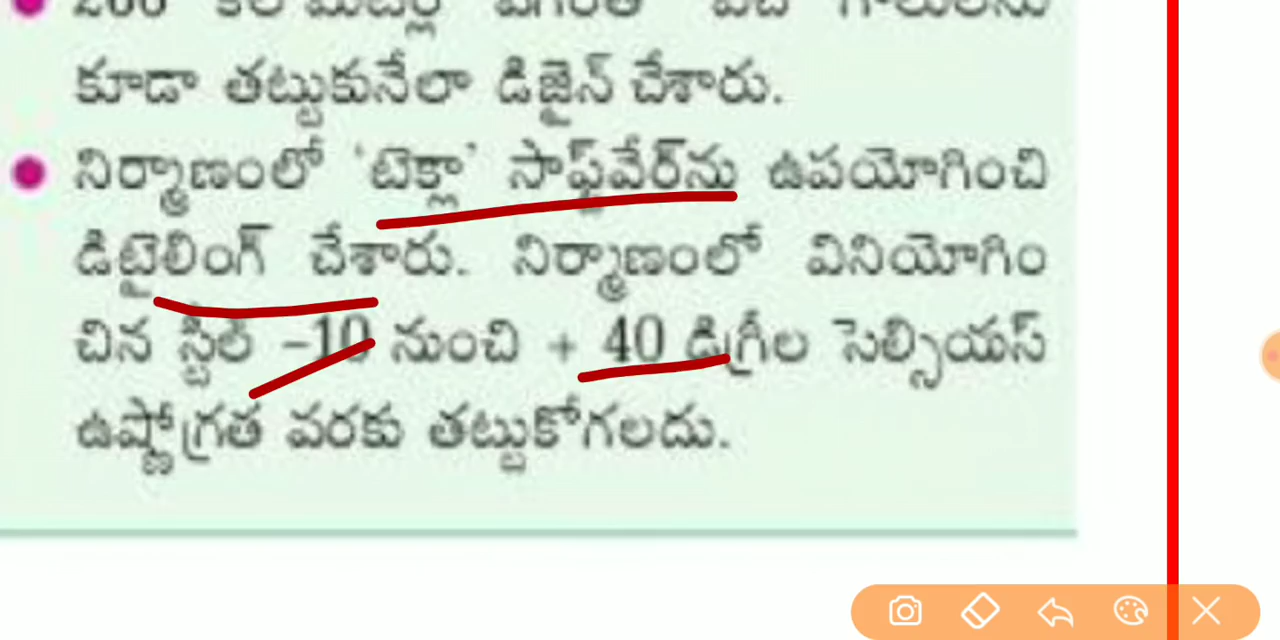 కూడా తట్టుకునేలా డిజైన్ చేశారు.
నిర్మాణంలో ‘టెక్లా’ సాఫ్ట్‌వేర్‌ను ఉపయోగించి
డిటైలింగ్ చేశారు. నిర్మాణంలో వినియోగిం
చిన స్టీల్ –10 నుంచి + 40 డిగ్రీల సెల్సియస్
ఉష్ణోగ్రత వరకు తట్టుకోగలదు.